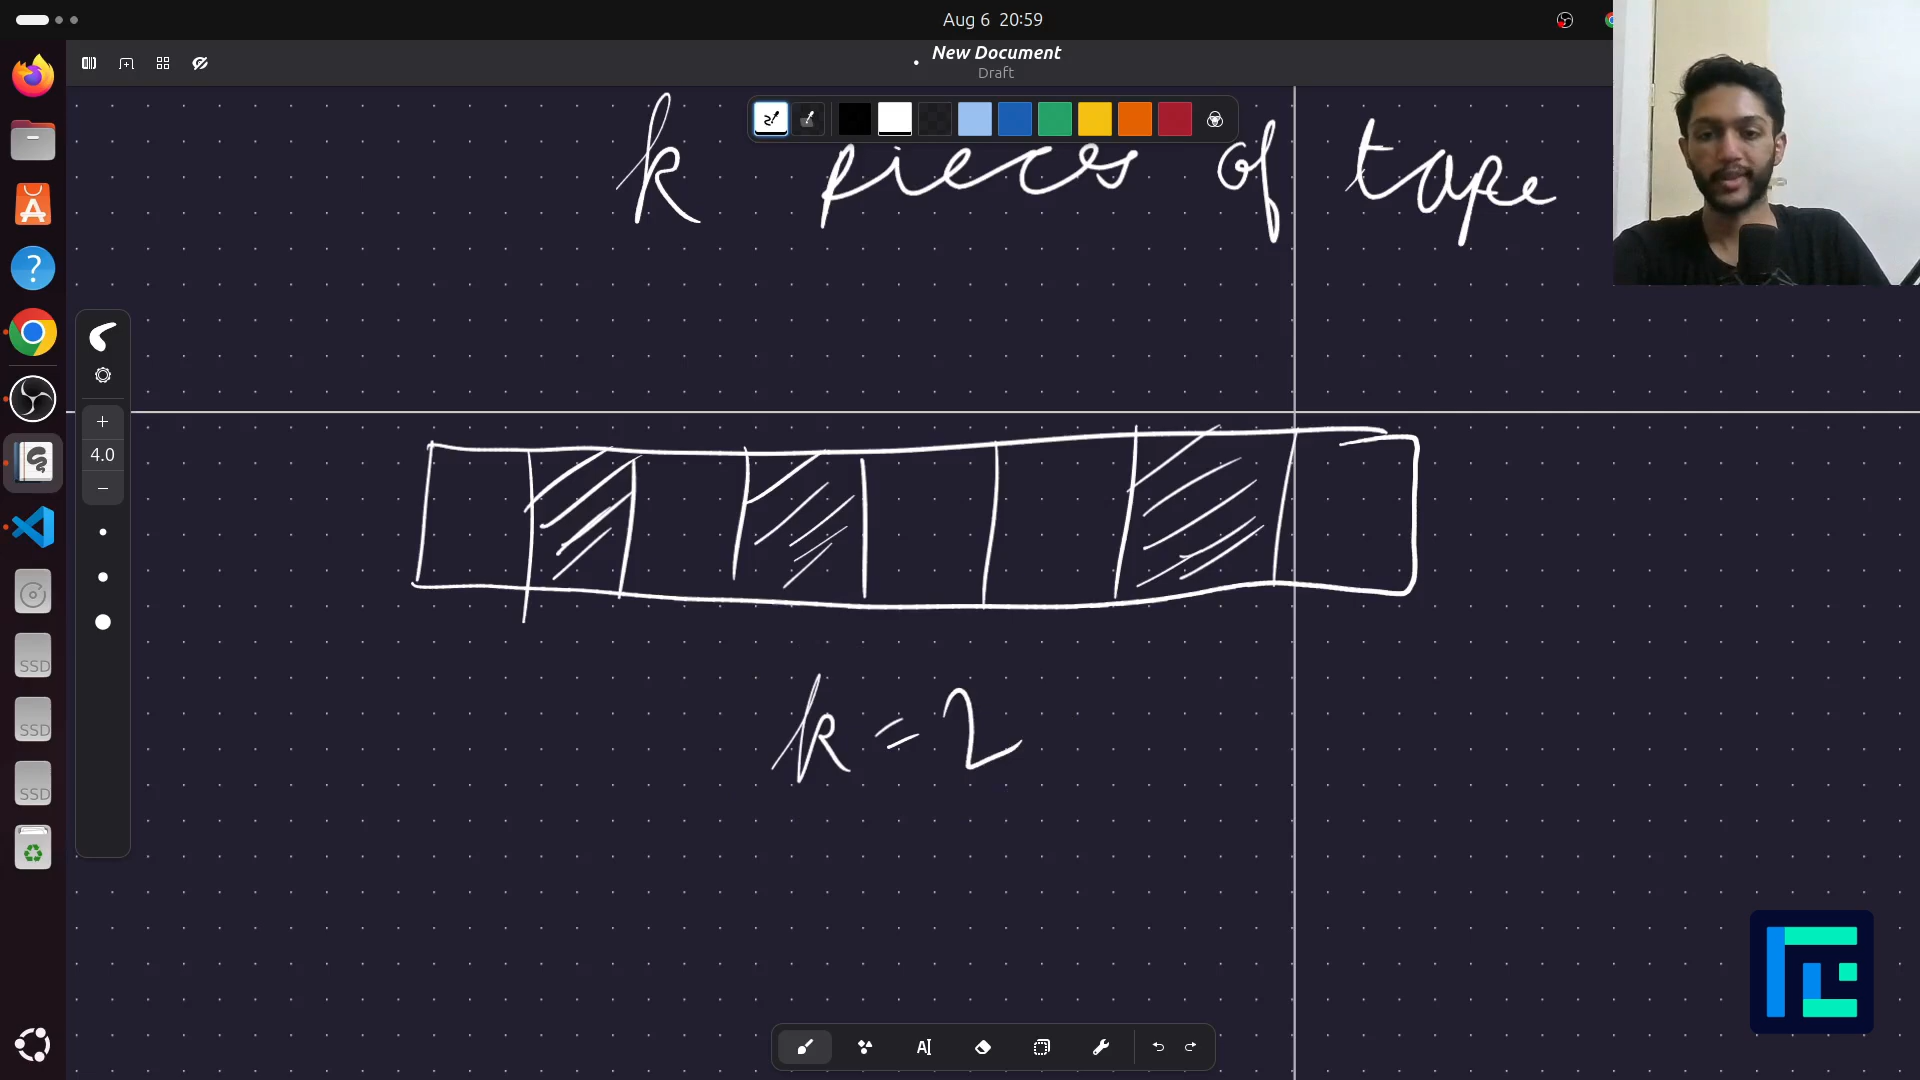 Aug 6 20:59
New Document
Draft
k pieces of tape
4.0
k = 2
SSD
SSD
SSD